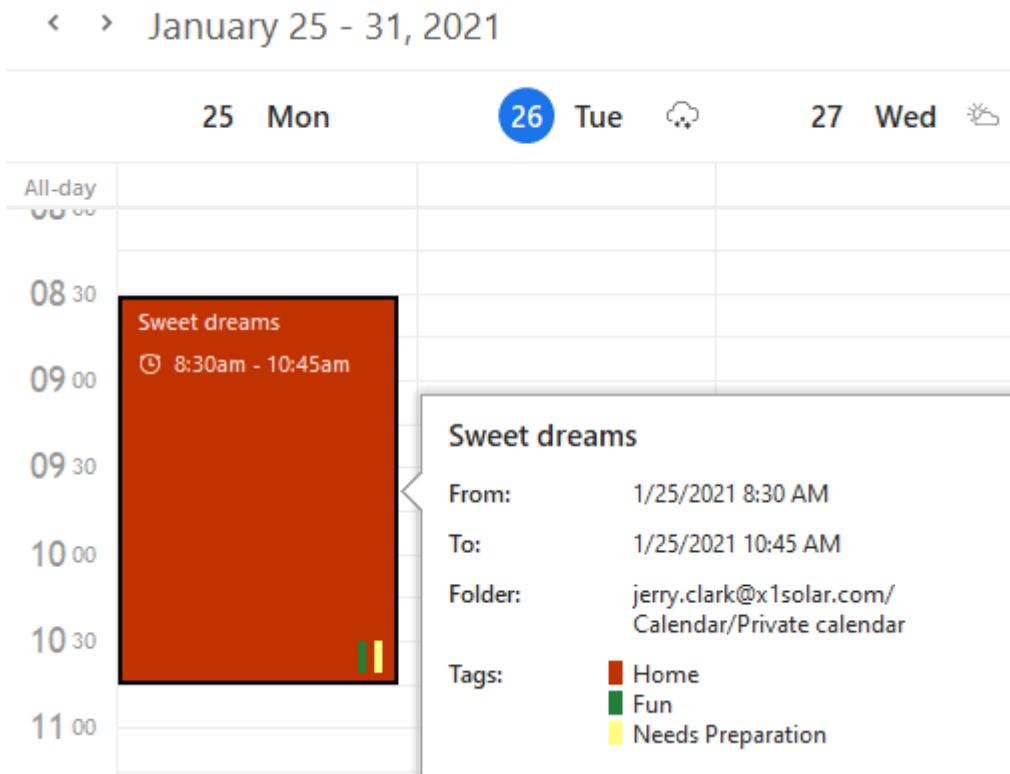 January 25 - 31, 2021
25 Mon
26 Tue
27 Wed
All-day
08 30
Sweet dreams
8:30am - 10:45am
09 00
09 30
10 00
10 30
11 00
Sweet dreams
From: 1/25/2021 8:30 AM
To: 1/25/2021 10:45 AM
Folder: jerry.clark@x1solar.com/
Calendar/Private calendar
Tags: Home
Fun
Needs Preparation